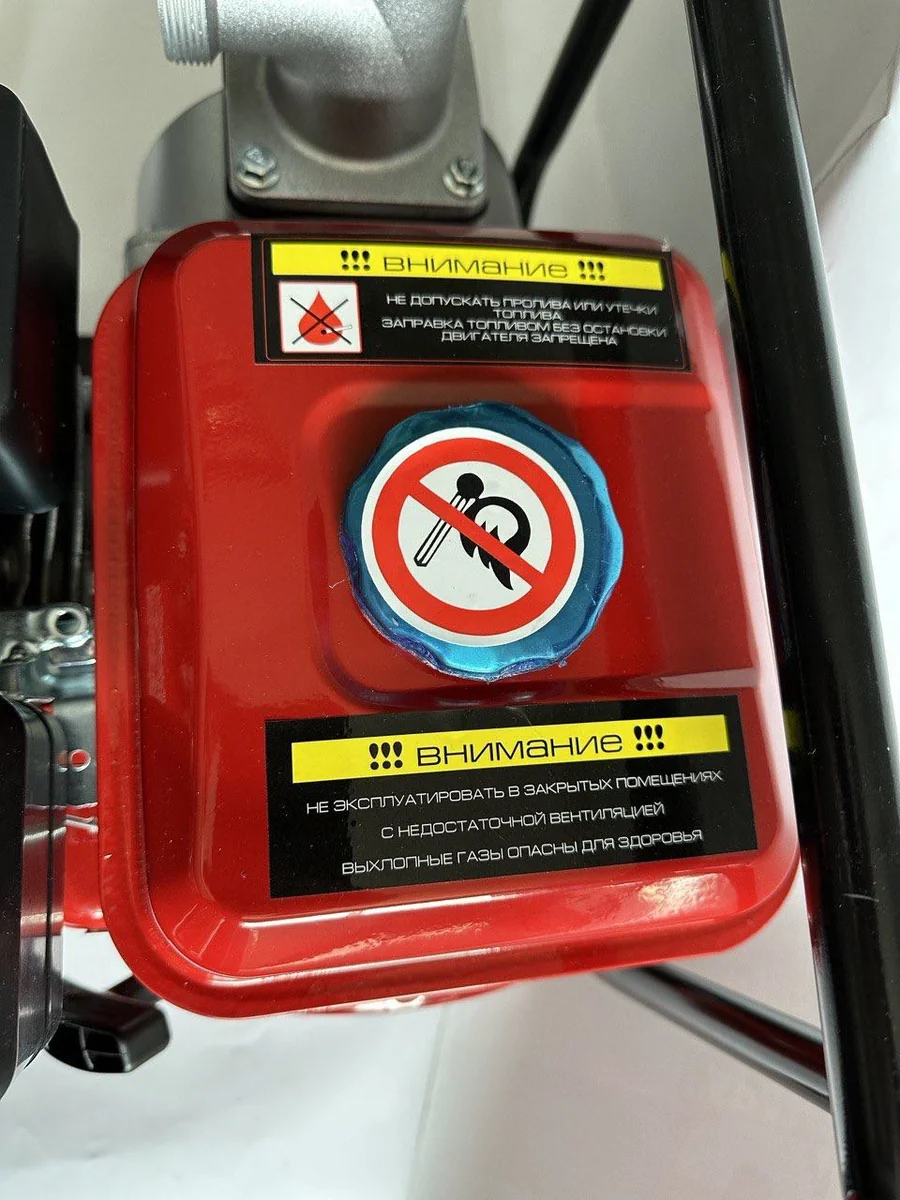 !!! ВНИМАНИЕ !!!
НЕ ДОПУСКАТЬ ПРОЛИВА ИЛИ УТЕЧКИ
ТОПЛИВА
ЗАПРАВКА ТОПЛИВОМ БЕЗ ОСТАНОВКИ
ДВИГАТЕЛЯ ЗАПРЕЩЕНА
!!! ВНИМАНИЕ !!!
НЕ ЭКСПЛУАТИРОВАТЬ В ЗАКРЫТЫХ ПОМЕЩЕНИЯХ
С НЕДОСТАТОЧНОЙ ВЕНТИЛЯЦИЕЙ
ВЫХЛОПНЫЕ ГАЗЫ ОПАСНЫ ДЛЯ ЗДОРОВЬЯ